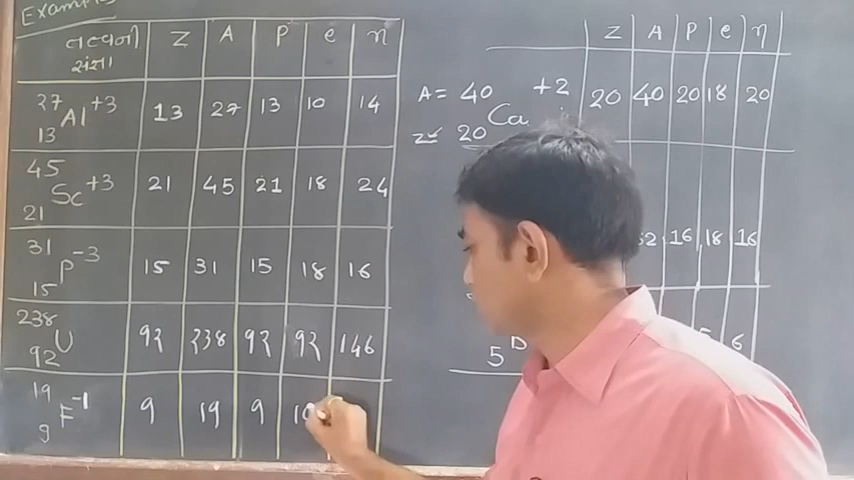 Example
તત્વની સંજ્ઞા Z A P e n
27 13 Al +3 13 27 13 10 14
45 21 Sc +3 21 45 21 18 24
31 15 P -3 15 31 15 18 16
238 92 U 92 238 92 92 146
19 9 F -1 9 19 9 10
Z A P e n
A = 40 Z = 20 Ca +2 20 40 20 18 20
32 16 18 16
5 B 6